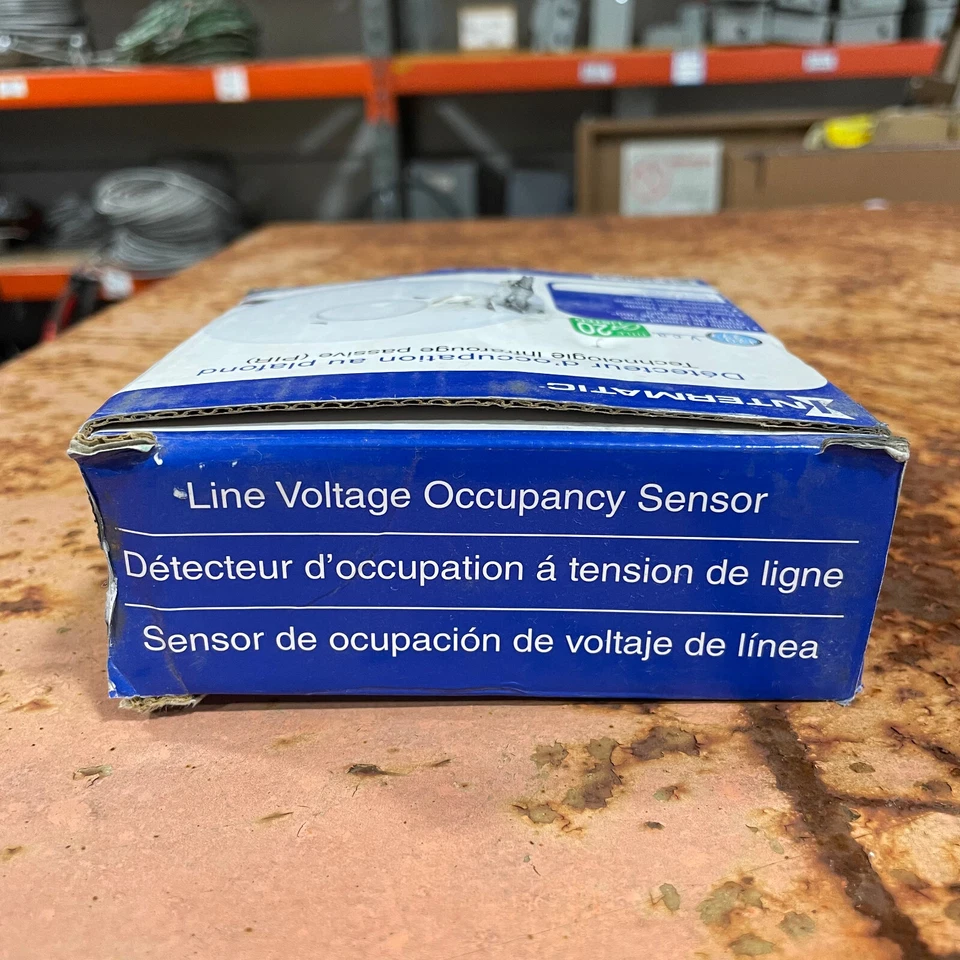 Line Voltage Occupancy Sensor
Détecteur d’occupation á tension de ligne
Sensor de ocupación de voltaje de línea
INTERMATIC
Détecteur d'occupation au plafond
Technologie Infrarouge passive (PIR)
20